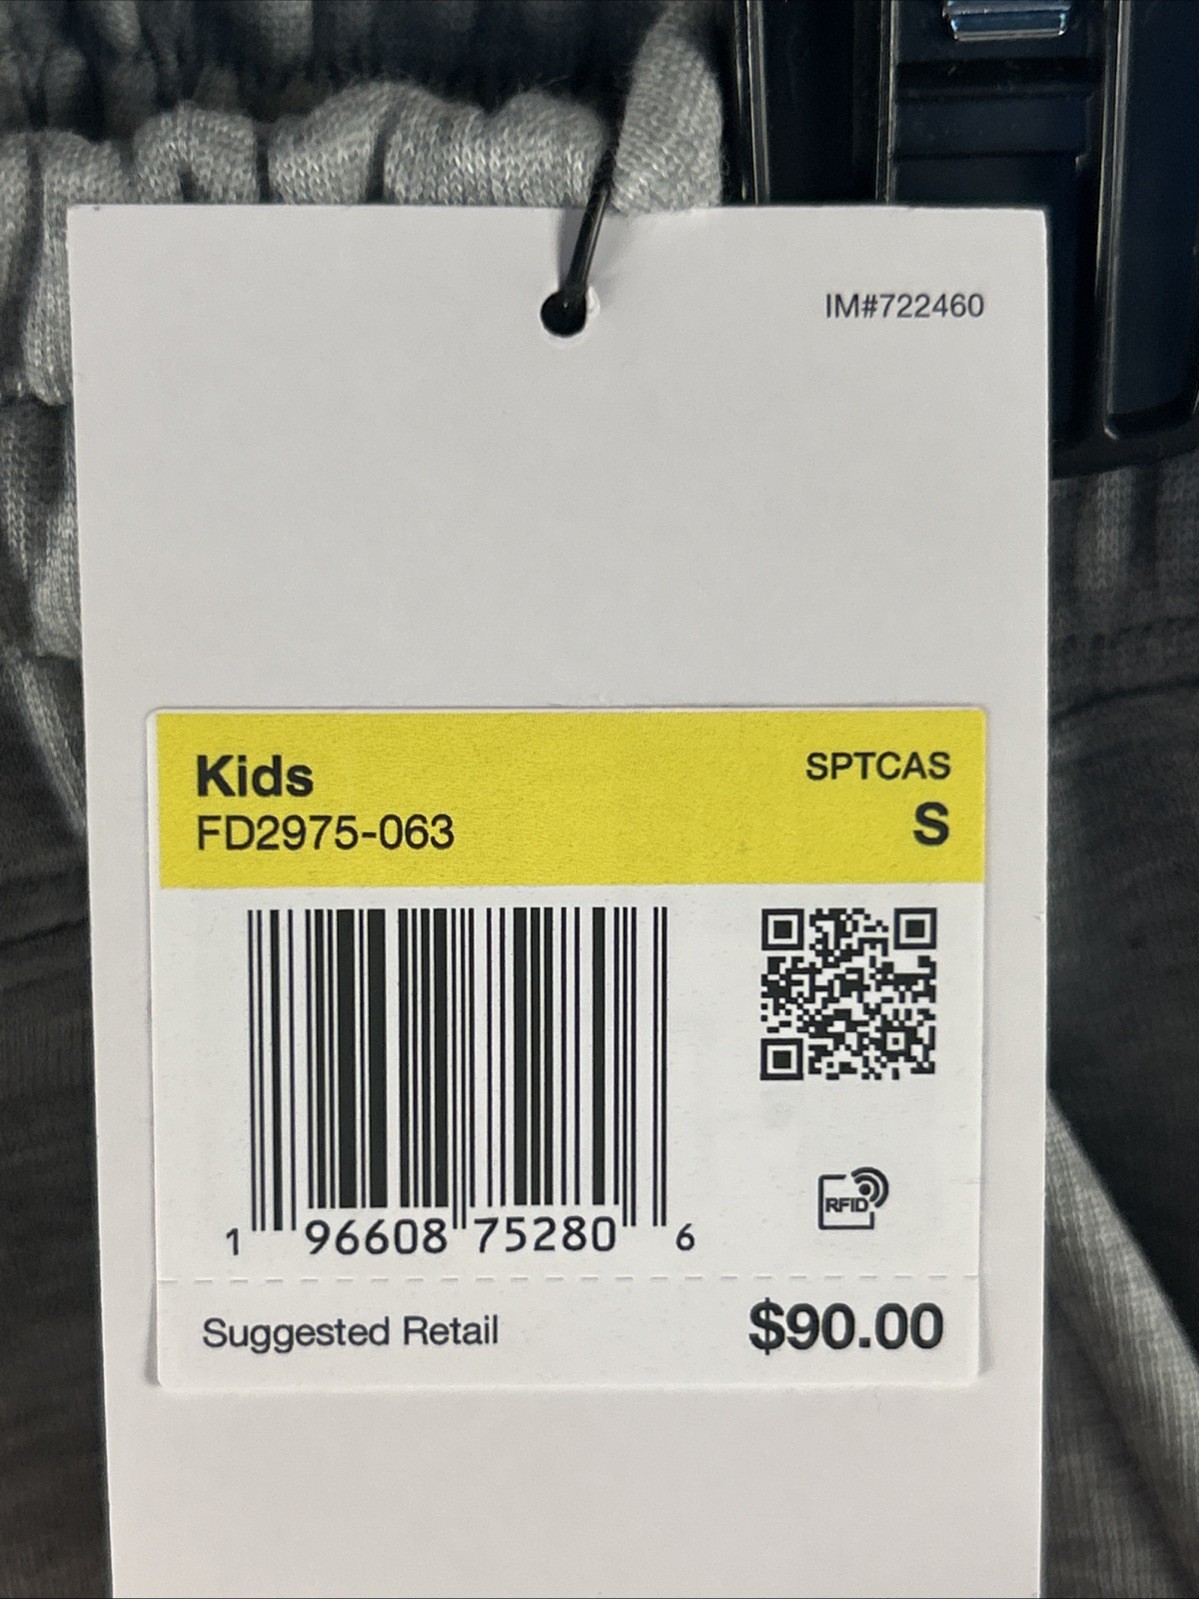 IM#722460
Kids
SPTCAS
FD2975-063
S
1 96608 75280 6
RFID
Suggested Retail
$90.00